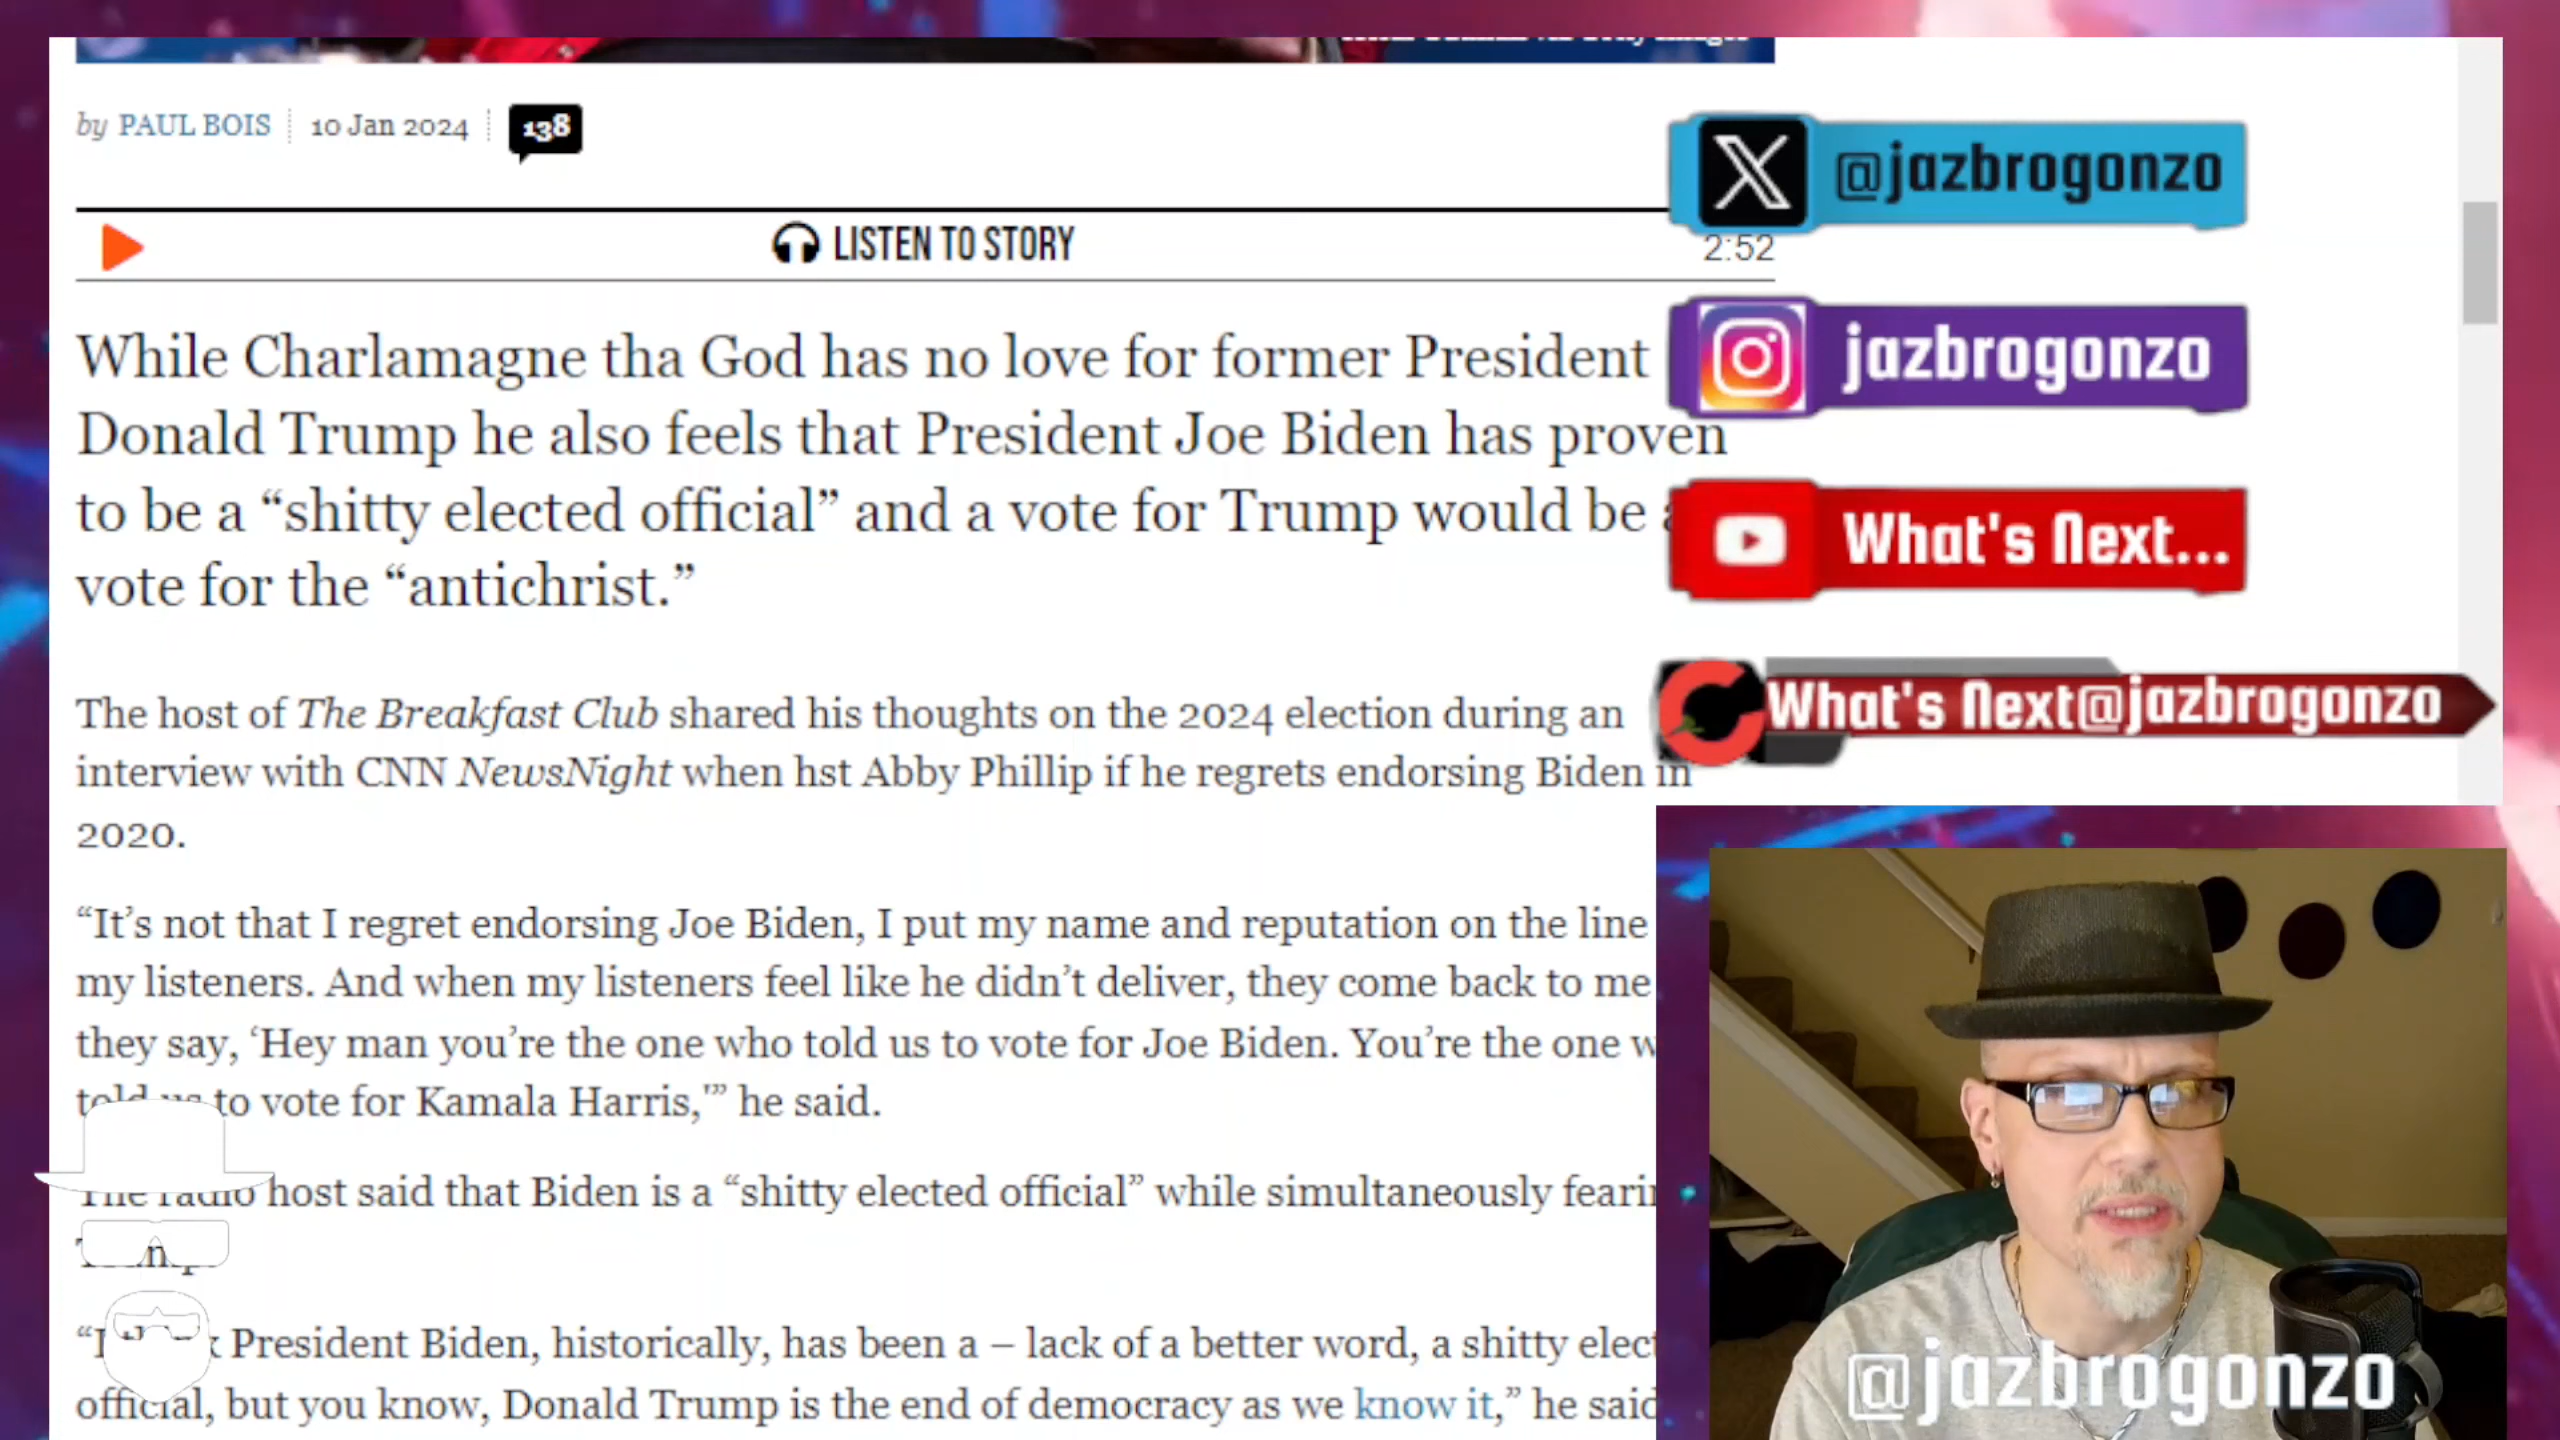 by PAUL BOIS 10 Jan 2024 138
LISTEN TO STORY 2:52
While Charlamagne tha God has no love for former President
Donald Trump he also feels that President Joe Biden has proven
to be a “shitty elected official” and a vote for Trump would be
vote for the “antichrist.”
The host of The Breakfast Club shared his thoughts on the 2024 election during an
interview with CNN NewsNight when hst Abby Phillip if he regrets endorsing Biden in
2020.
“It’s not that I regret endorsing Joe Biden, I put my name and reputation on the line
my listeners. And when my listeners feel like he didn’t deliver, they come back to me
they say, ‘Hey man you’re the one who told us to vote for Joe Biden. You’re the one
told us to vote for Kamala Harris,’” he said.
The radio host said that Biden is a “shitty elected official” while simultaneously
“I think President Biden, historically, has been a – lack of a better word, a shitty
official, but you know, Donald Trump is the end of democracy as we know it,” he said
@jazbrogonzo
jazbrogonzo
What's Next...
What's Next@jazbrogonzo
@jazbrogonzo